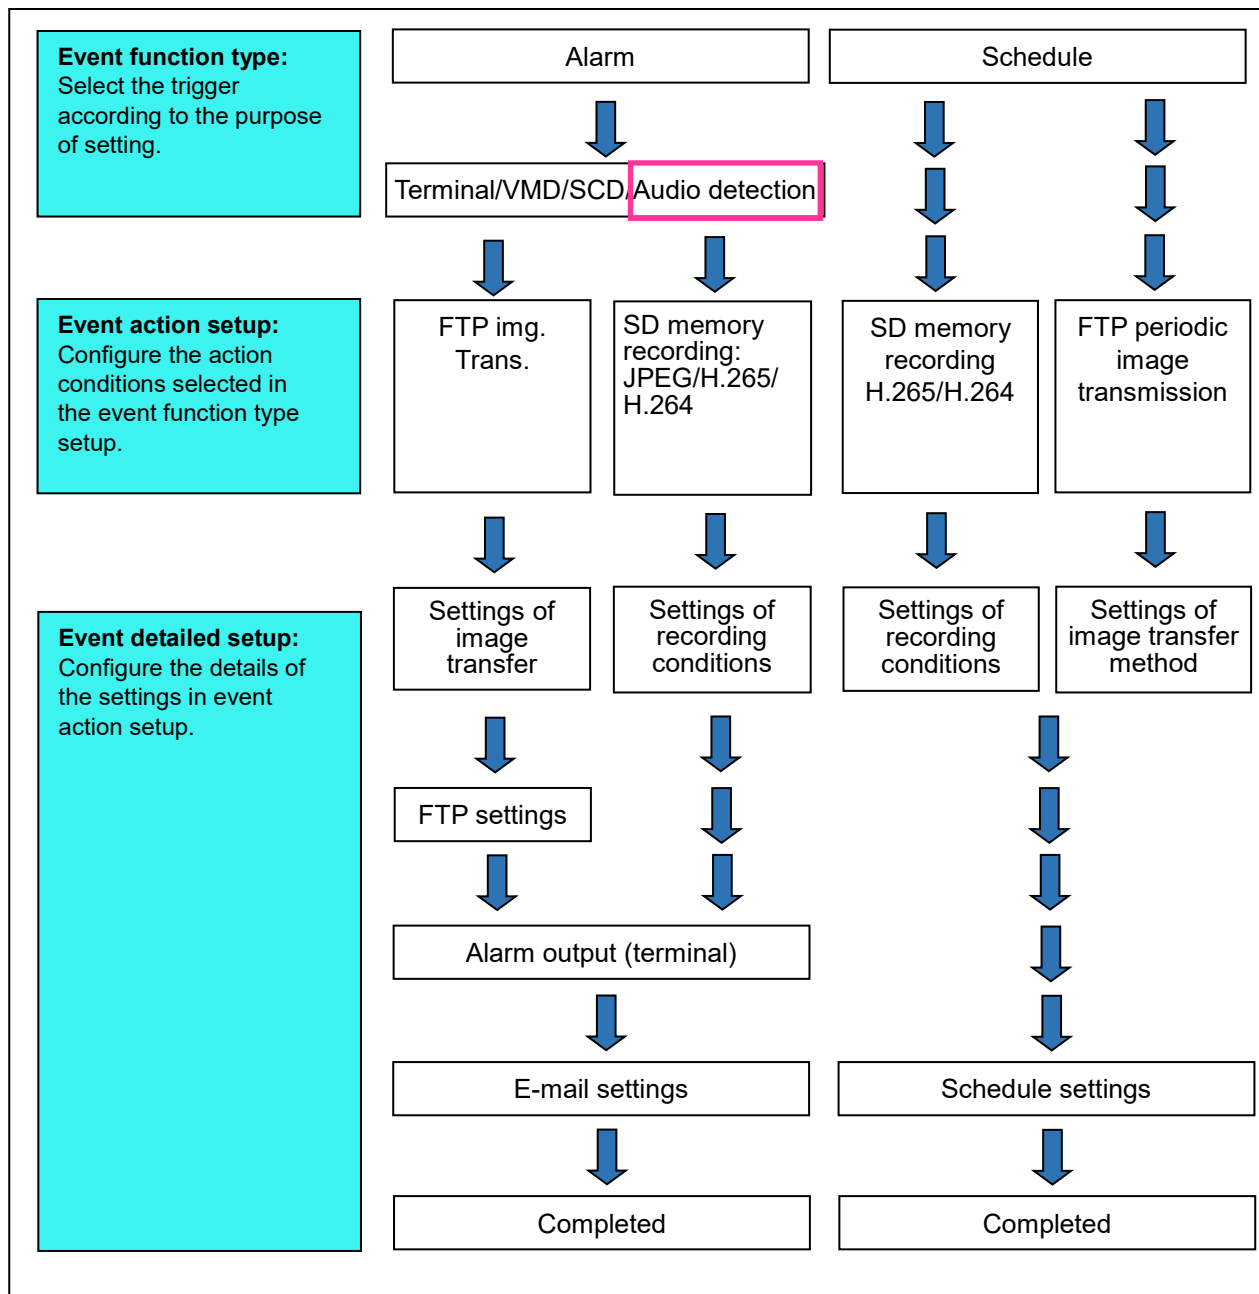 Event function type:
Select the trigger
according to the purpose
of setting.
Alarm
Schedule
Terminal/VMD/SCD/Audio detection
Event action setup:
Configure the action
conditions selected in
the event function type
setup.
FTP img.
Trans.
SD memory
recording:
JPEG/H.265/
H.264
SD memory
recording
H.265/H.264
FTP periodic
image
transmission
Event detailed setup:
Configure the details of
the settings in event
action setup.
Settings of
image
transfer
Settings of
recording
conditions
Settings of
recording
conditions
Settings of
image transfer
method
FTP settings
Alarm output (terminal)
E-mail settings
Schedule settings
Completed
Completed